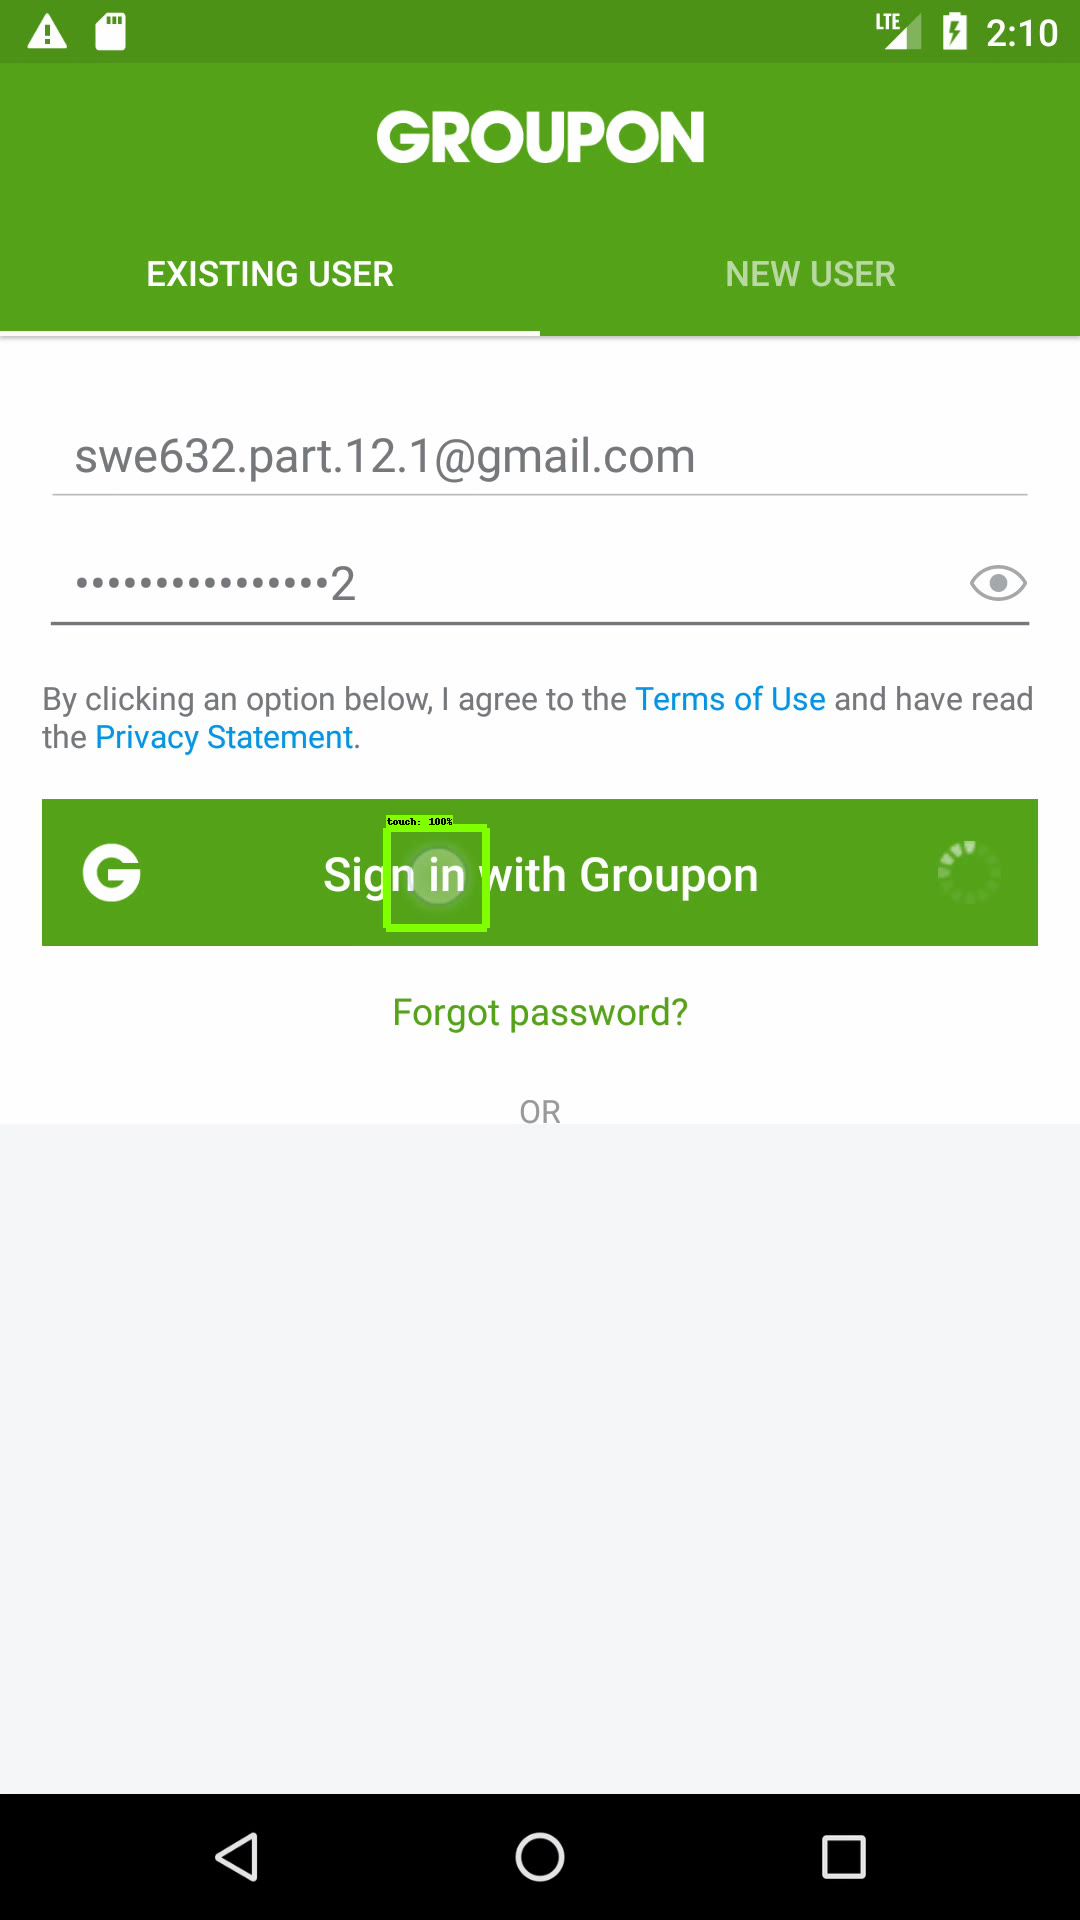 LTE 2:10
GROUPON
EXISTING USER NEW USER
swe632.part.12.1@gmail.com
••••••••••••••••2
By clicking an option below, I agree to the Terms of Use and have read
the Privacy Statement.
touch: 100%
G Sign in with Groupon
Forgot password?
OR